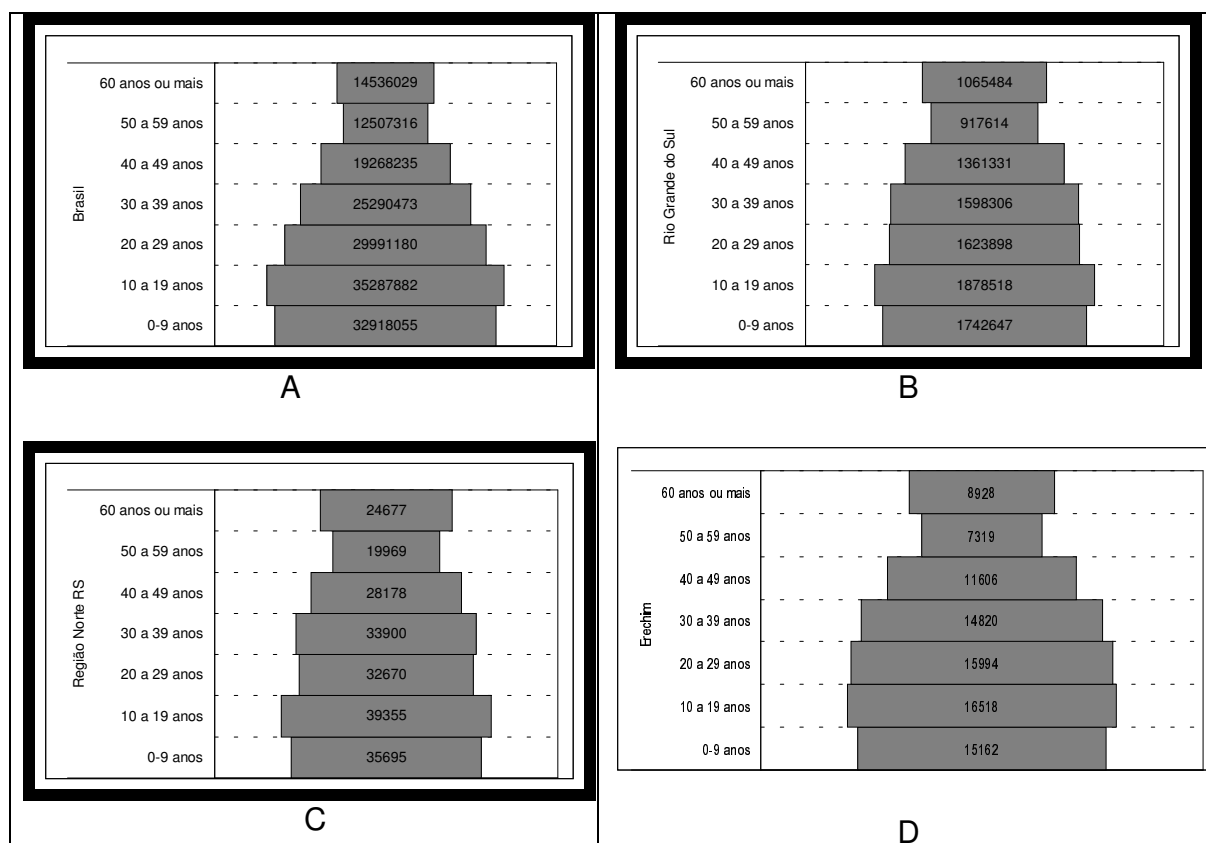 Brasil
60 anos ou mais 14536029
50 a 59 anos 12507316
40 a 49 anos 19268235
30 a 39 anos 25290473
20 a 29 anos 29991180
10 a 19 anos 35287882
0-9 anos 32918055
A
Rio Grande do Sul
60 anos ou mais 1065484
50 a 59 anos 917614
40 a 49 anos 1361331
30 a 39 anos 1598306
20 a 29 anos 1623898
10 a 19 anos 1878518
0-9 anos 1742647
B
Região Norte RS
60 anos ou mais 24677
50 a 59 anos 19969
40 a 49 anos 28178
30 a 39 anos 33900
20 a 29 anos 32670
10 a 19 anos 39355
0-9 anos 35695
C
Erechim
60 anos ou mais 8928
50 a 59 anos 7319
40 a 49 anos 11606
30 a 39 anos 14820
20 a 29 anos 15994
10 a 19 anos 16518
0-9 anos 15162
D